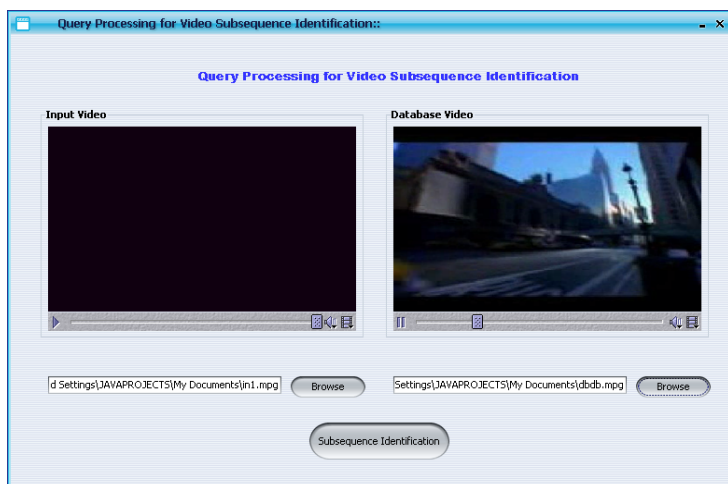 Query Processing for Video Subsequence Identification::
Query Processing for Video Subsequence Identification
Input Video
Database Video
d Settings\JAVAPROJECTS\My Documents\in1.mpg
Browse
Settings\JAVAPROJECTS\My Documents\dbdb.mpg
Browse
Subsequence Identification